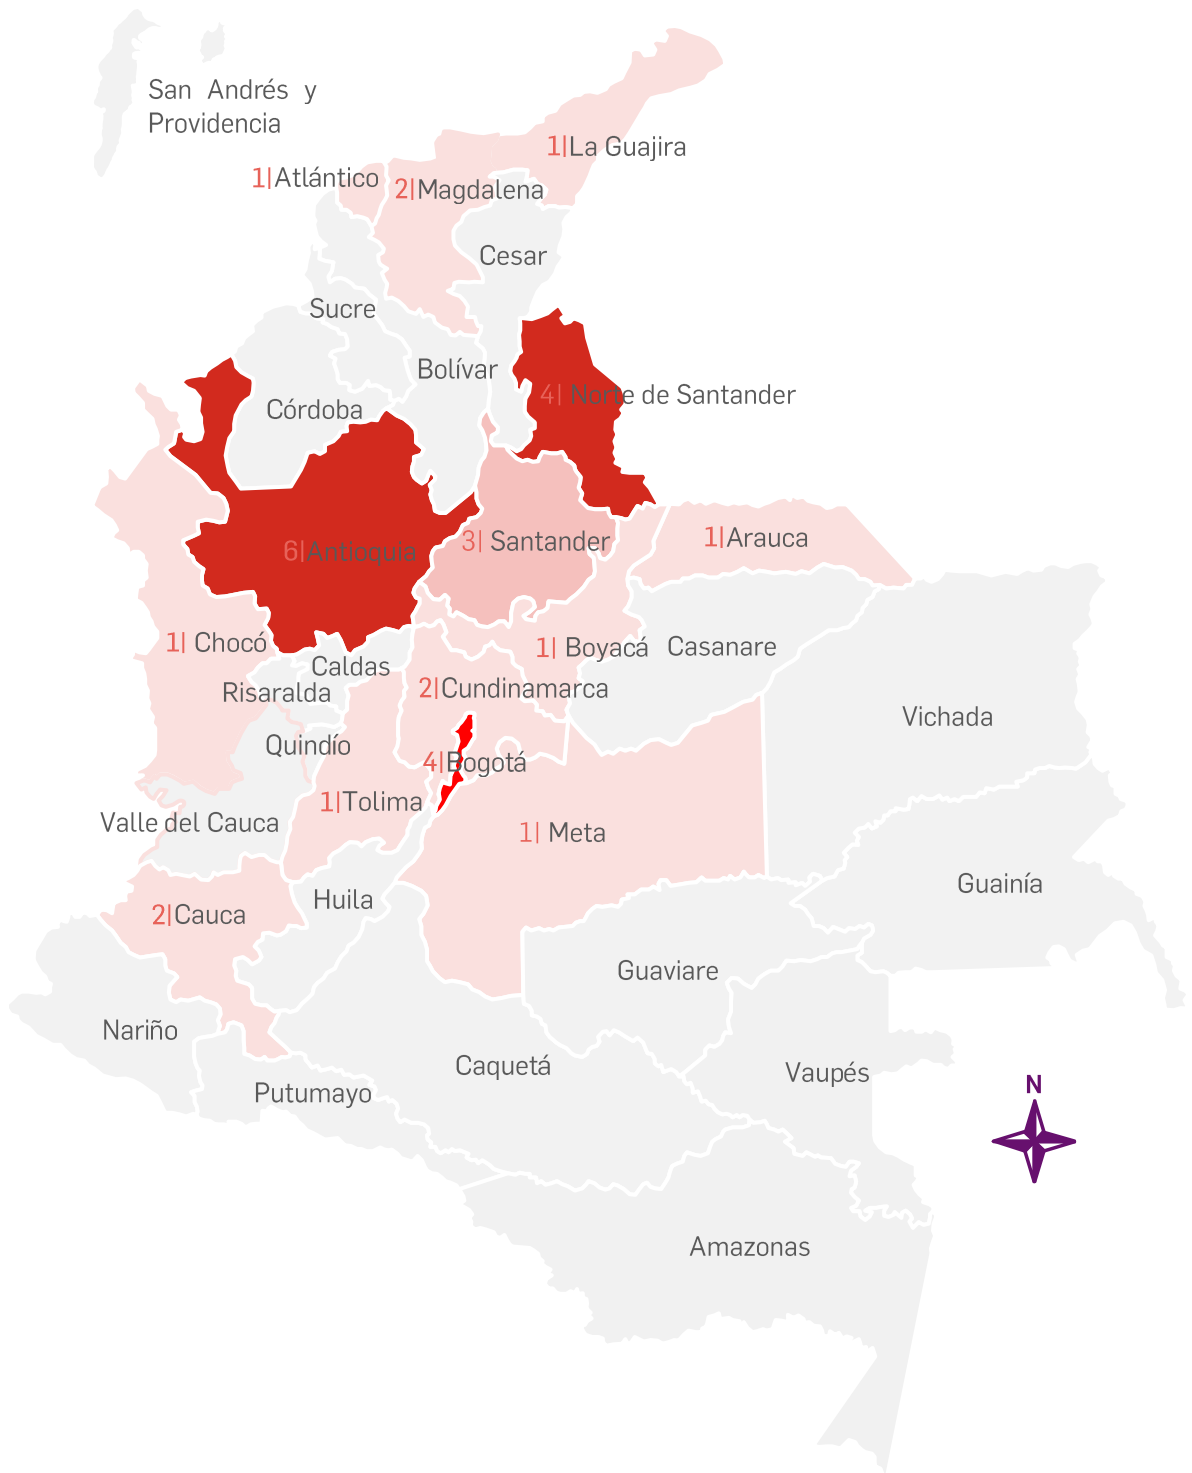 San Andrés y
Providencia
1|La Guajira
1|Atlántico
2|Magdalena
Cesar
Sucre
Bolívar
4| Norte de Santander
Córdoba
1|Arauca
3| Santander
6|Antioquia
1| Chocó
1| Boyacá
Casanare
Caldas
2|Cundinamarca
Risaralda
Vichada
Quindío
4|Bogotá
1|Tolima
Valle del Cauca
1| Meta
Guainía
Huila
2|Cauca
Guaviare
Nariño
Caquetá
Vaupés
N
Putumayo
Amazonas